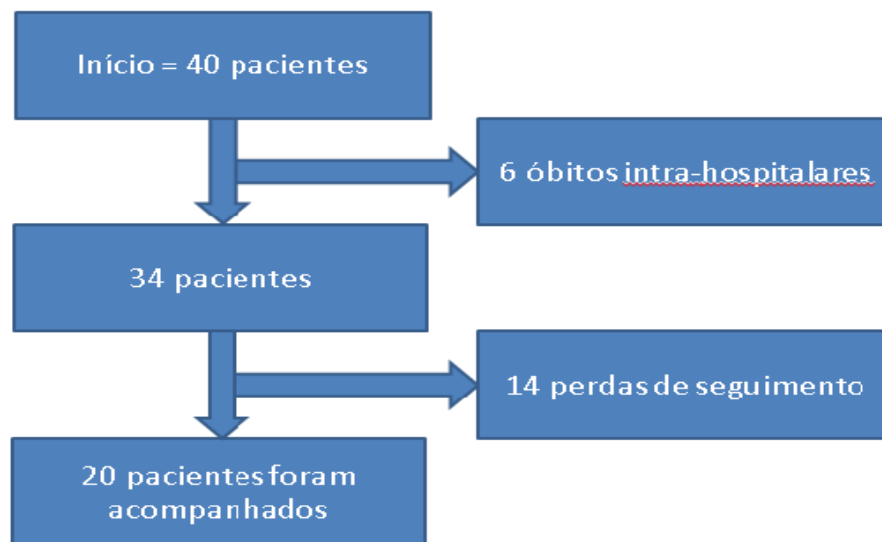 Início = 40 pacientes
6 óbitos intra-hospitalares
34 pacientes
14 perdas de seguimento
20 pacientes foram
acompanhados